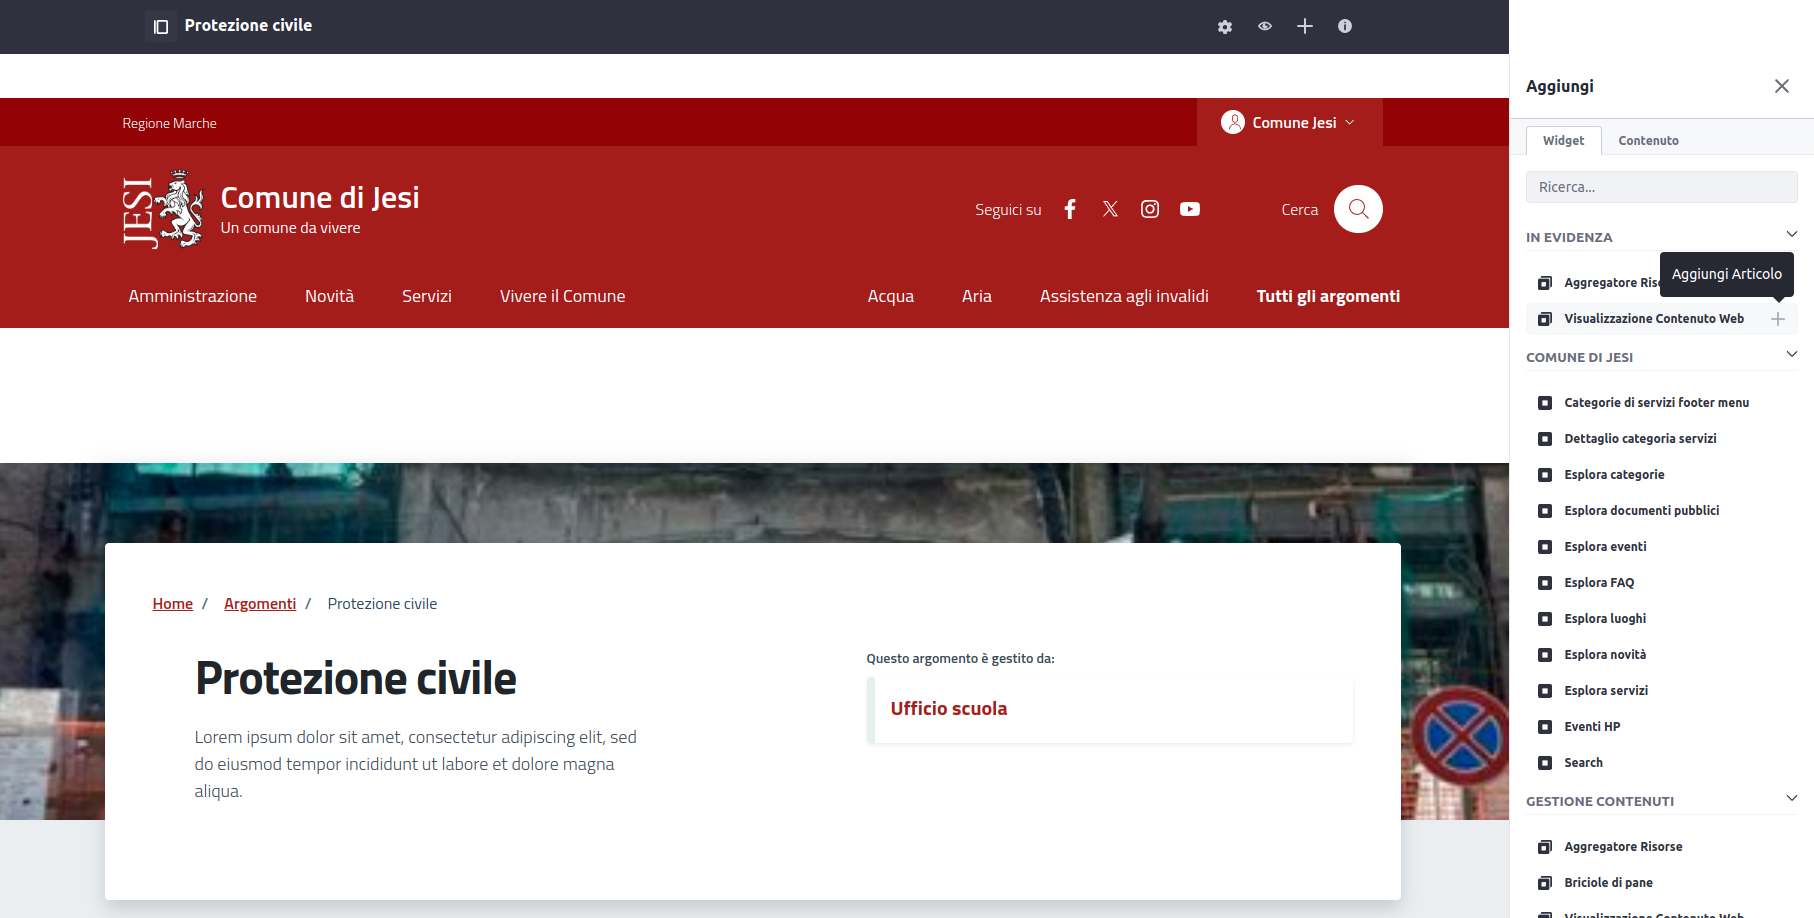 Protezione civile
Regione Marche
Comune Jesi
JESI
Comune di Jesi
Un comune da vivere
Seguici su
Cerca
Amministrazione
Novità
Servizi
Vivere il Comune
Acqua
Aria
Assistenza agli invalidi
Tutti gli argomenti
Home / Argomenti / Protezione civile
Protezione civile
Lorem ipsum dolor sit amet, consectetur adipiscing elit, sed
do eiusmod tempor incididunt ut labore et dolore magna
aliqua.
Questo argomento è gestito da:
Ufficio scuola
Aggiungi
Widget
Contenuto
Ricerca...
IN EVIDENZA
Aggiungi Articolo
Aggregatore
Visualizzazione Contenuto Web
COMUNE DI JESI
Categorie di servizi footer menu
Dettaglio categoria servizi
Esplora categorie
Esplora documenti pubblici
Esplora eventi
Esplora FAQ
Esplora luoghi
Esplora novità
Esplora servizi
Eventi HP
Search
GESTIONE CONTENUTI
Aggregatore Risorse
Briciole di pane
Visualizzazione Contenuto Web